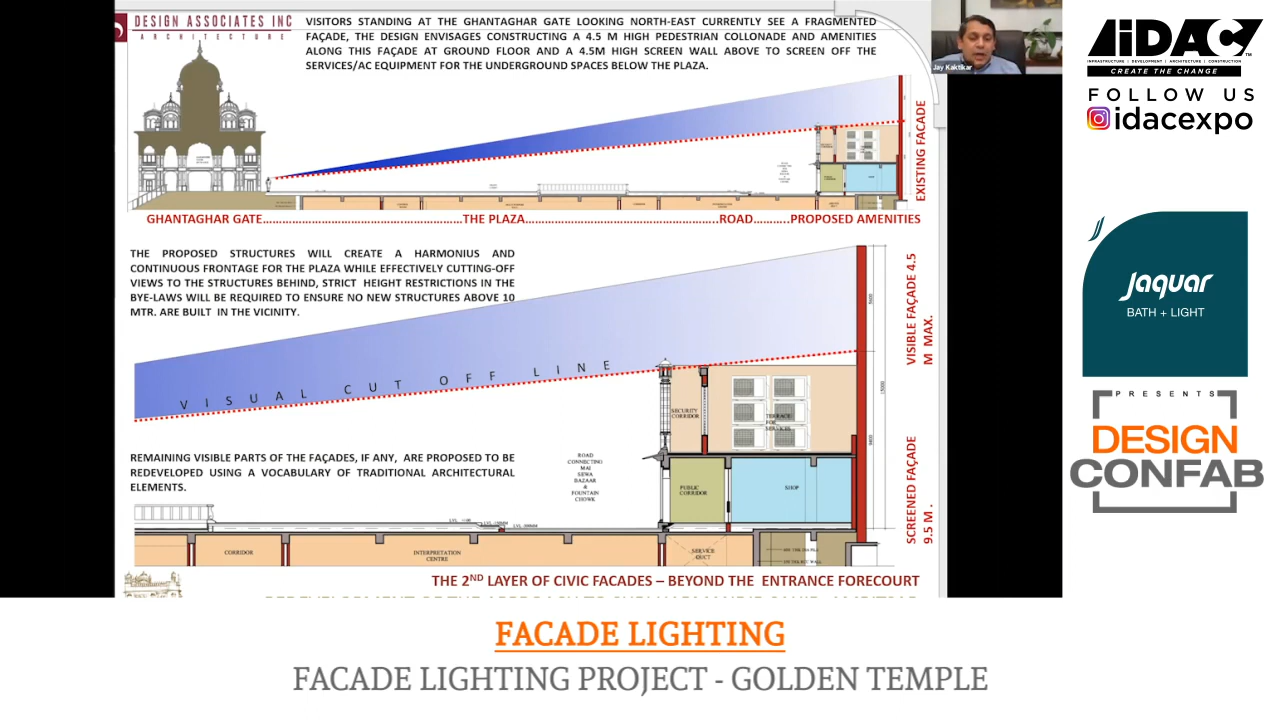 DESIGN ASSOCIATES INC
ARCHITECTURE
VISITORS STANDING AT THE GHANTAGHAR GATE LOOKING NORTH-EAST CURRENTLY SEE A FRAGMENTED
FAÇADE, THE DESIGN ENVISAGES CONSTRUCTING A 4.5 M HIGH PEDESTRIAN COLLONADE AND AMENITIES
ALONG THIS FAÇADE AT GROUND FLOOR AND A 4.5M HIGH SCREEN WALL ABOVE TO SCREEN OFF THE
SERVICES/AC EQUIPMENT FOR THE UNDERGROUND SPACES BELOW THE PLAZA.
Jay Kaktikar
EXISTING FACADE
GHANTAGHAR GATE
THE PLAZA
ROAD
PROPOSED AMENITIES
THE PROPOSED STRUCTURES WILL CREATE A HARMONIUS AND
CONTINUOUS FRONTAGE FOR THE PLAZA WHILE EFFECTIVELY CUTTING-OFF
VIEWS TO THE STRUCTURES BEHIND, STRICT HEIGHT RESTRICTIONS IN THE
BYE-LAWS WILL BE REQUIRED TO ENSURE NO NEW STRUCTURES ABOVE 10
MTR. ARE BUILT IN THE VICINITY.
VISUAL CUT OFF LINE
VISIBLE FAÇADE 4.5
M MAX.
SECURITY
CORRIDOR
TERRACE
FOR
SERVICES
REMAINING VISIBLE PARTS OF THE FAÇADES, IF ANY, ARE PROPOSED TO BE
REDEVELOPED USING A VOCABULARY OF TRADITIONAL ARCHITECTURAL
ELEMENTS.
ROAD
CONNECTING
MAI
SEWA
BAZAAR
&
FOUNTAIN
CHOWK
PUBLIC
CORRIDOR
SHOP
SCREENED FAÇADE
9.5 M .
CORRIDOR
INTERPRETATION
CENTRE
SERVICE
DUCT
THE 2ND LAYER OF CIVIC FACADES – BEYOND THE ENTRANCE FORECOURT
FACADE LIGHTING
FACADE LIGHTING PROJECT - GOLDEN TEMPLE
IDAC
INFRASTRUCTURE | DEVELOPMENT | ARCHITECTURE | CONSTRUCTION
CREATE THE CHANGE
FOLLOW US
idacexpo
Jaquar
BATH + LIGHT
PRESENTS
DESIGN
CONFAB